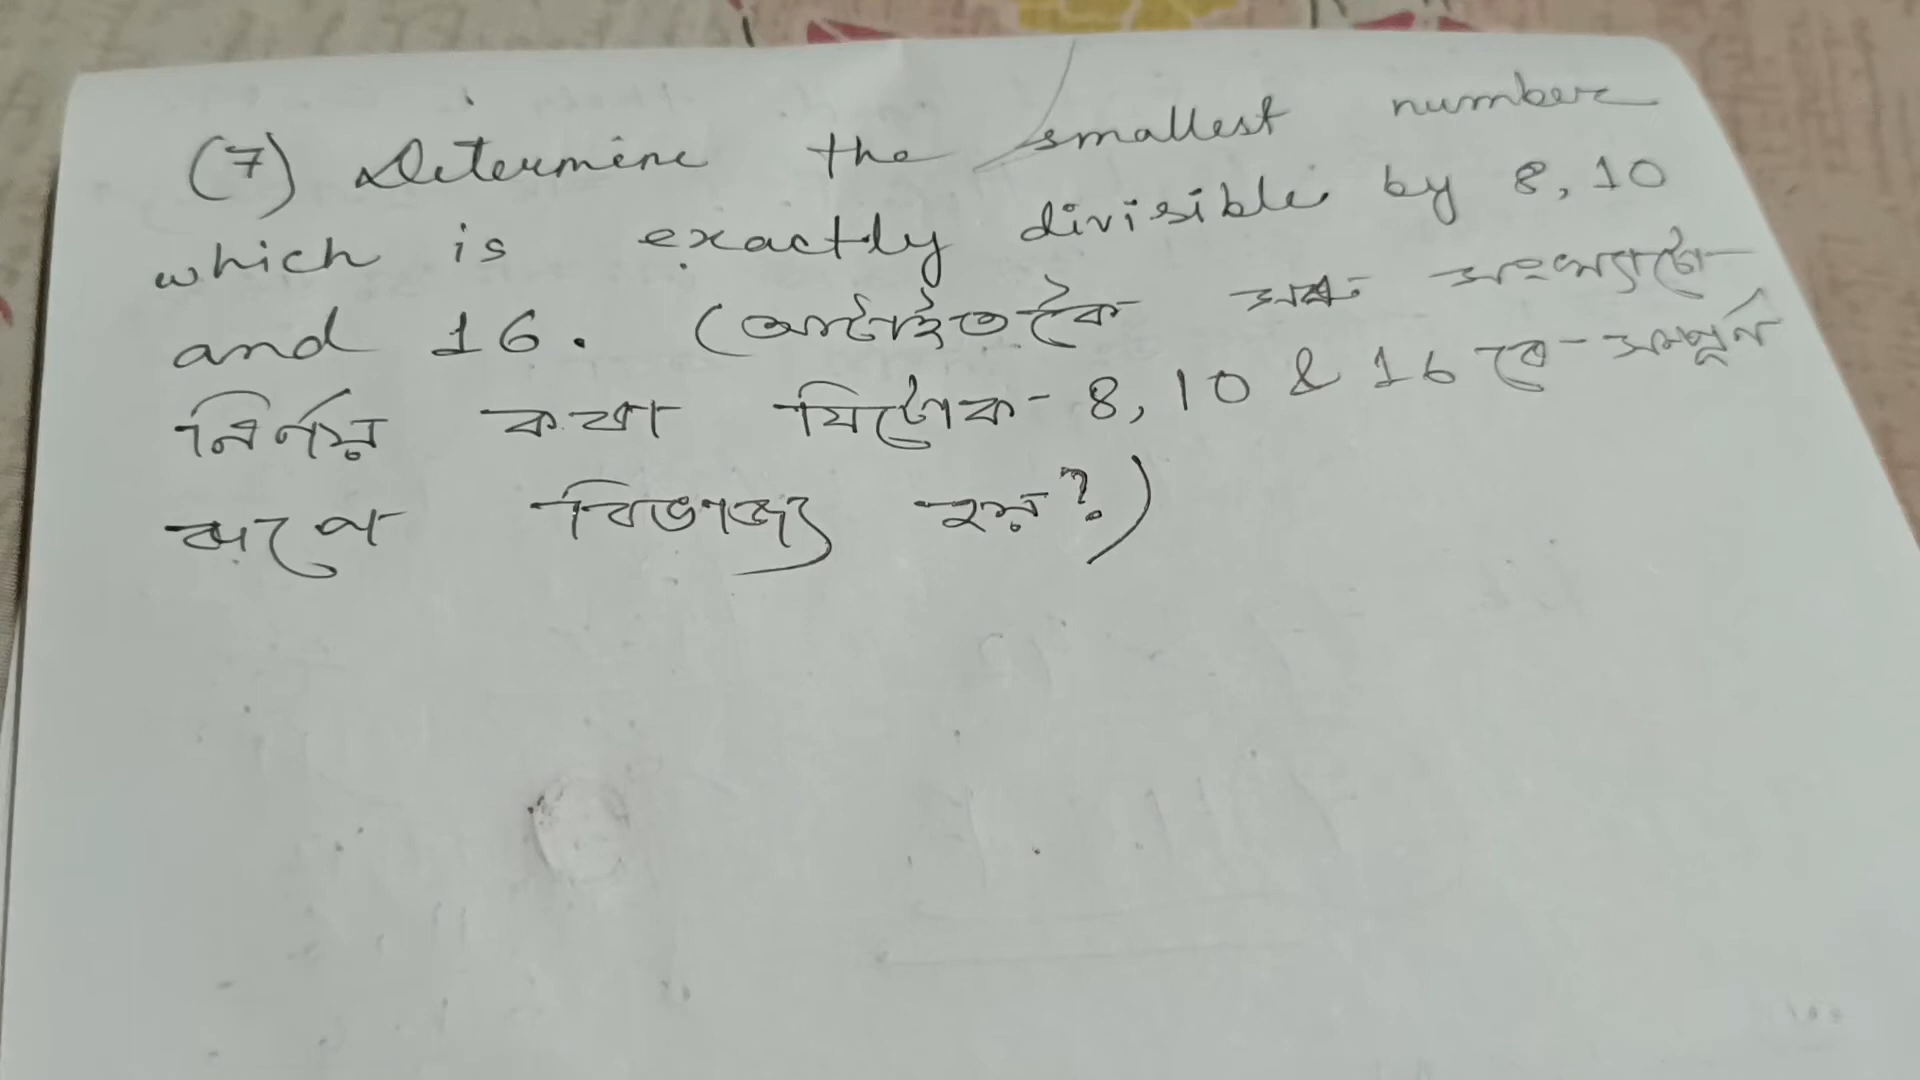 (7) Determine the smallest number
which is exactly divisible by 8, 10
and 16. (আটাইতকৈ সৰু সংখ্যাটো
নিৰ্ণয় কৰা যিটোক 8, 10 & 16 ৰে সম্পূৰ্ন
ৰূপে বিভাজ্য হয়?)